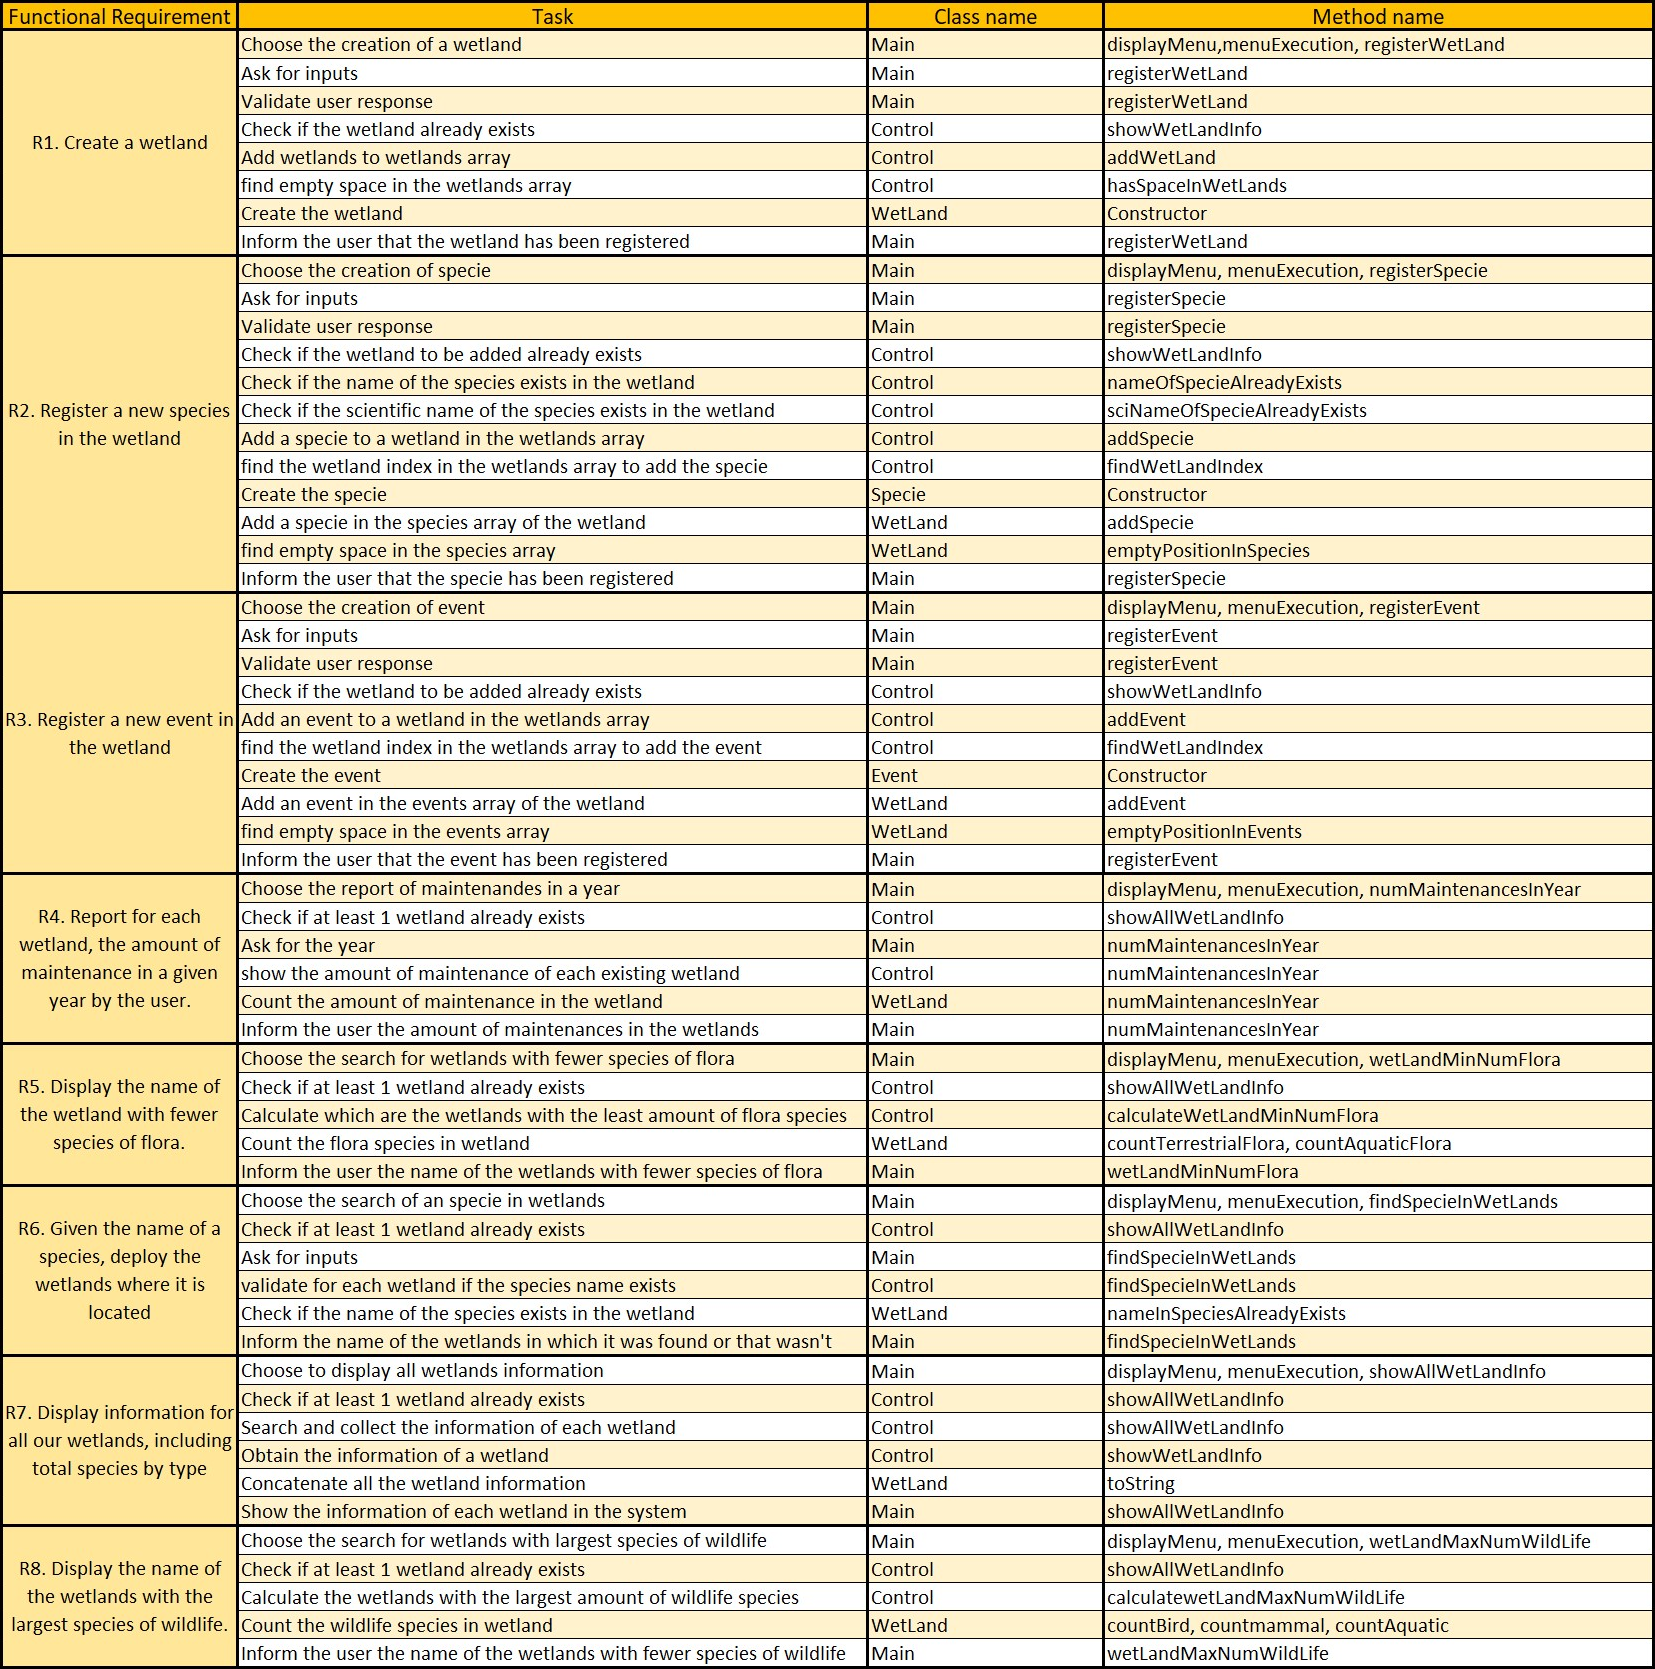 Functional Requirement Task Class name Method name
R1. Create a wetland
Choose the creation of a wetland Main displayMenu,menuExecution, registerWetLand
Ask for inputs Main registerWetLand
Validate user response Main registerWetLand
Check if the wetland already exists Control showWetLandInfo
Add wetlands to wetlands array Control addWetLand
find empty space in the wetlands array Control hasSpaceInWetLands
Create the wetland WetLand Constructor
Inform the user that the wetland has been registered Main registerWetLand
R2. Register a new species
in the wetland
Choose the creation of specie Main displayMenu, menuExecution, registerSpecie
Ask for inputs Main registerSpecie
Validate user response Main registerSpecie
Check if the wetland to be added already exists Control showWetLandInfo
Check if the name of the species exists in the wetland Control nameOfSpecieAlreadyExists
Check if the scientific name of the species exists in the wetland Control sciNameOfSpecieAlreadyExists
Add a specie to a wetland in the wetlands array Control addSpecie
find the wetland index in the wetlands array to add the specie Control findWetLandIndex
Create the specie Specie Constructor
Add a specie in the species array of the wetland WetLand addSpecie
find empty space in the species array WetLand emptyPositionInSpecies
Inform the user that the specie has been registered Main registerSpecie
R3. Register a new event in
the wetland
Choose the creation of event Main displayMenu, menuExecution, registerEvent
Ask for inputs Main registerEvent
Validate user response Main registerEvent
Check if the wetland to be added already exists Control showWetLandInfo
Add an event to a wetland in the wetlands array Control addEvent
find the wetland index in the wetlands array to add the event Control findWetLandIndex
Create the event Event Constructor
Add an event in the events array of the wetland WetLand addEvent
find empty space in the events array WetLand emptyPositionInEvents
Inform the user that the event has been registered Main registerEvent
R4. Report for each
wetland, the amount of
maintenance in a given
year by the user.
Choose the report of maintenandes in a year Main displayMenu, menuExecution, numMaintenancesInYear
Check if at least 1 wetland already exists Control showAllWetLandInfo
Ask for the year Main numMaintenancesInYear
show the amount of maintenance of each existing wetland Control numMaintenancesInYear
Count the amount of maintenance in the wetland WetLand numMaintenancesInYear
Inform the user the amount of maintenances in the wetlands Main numMaintenancesInYear
R5. Display the name of
the wetland with fewer
species of flora.
Choose the search for wetlands with fewer species of flora Main displayMenu, menuExecution, wetLandMinNumFlora
Check if at least 1 wetland already exists Control showAllWetLandInfo
Calculate which are the wetlands with the least amount of flora species Control calculateWetLandMinNumFlora
Count the flora species in wetland WetLand countTerrestrialFlora, countAquaticFlora
Inform the user the name of the wetlands with fewer species of flora Main wetLandMinNumFlora
R6. Given the name of a
species, deploy the
wetlands where it is
located
Choose the search of an specie in wetlands Main displayMenu, menuExecution, findSpecieInWetLands
Check if at least 1 wetland already exists Control showAllWetLandInfo
Ask for inputs Main findSpecieInWetLands
validate for each wetland if the species name exists Control findSpecieInWetLands
Check if the name of the species exists in the wetland WetLand nameInSpeciesAlreadyExists
Inform the name of the wetlands in which it was found or that wasn't Main findSpecieInWetLands
R7. Display information for
all our wetlands, including
total species by type
Choose to display all wetlands information Main displayMenu, menuExecution, showAllWetLandInfo
Check if at least 1 wetland already exists Control showAllWetLandInfo
Search and collect the information of each wetland Control showAllWetLandInfo
Obtain the information of a wetland Control showWetLandInfo
Concatenate all the wetland information WetLand toString
Show the information of each wetland in the system Main showAllWetLandInfo
R8. Display the name of
the wetlands with the
largest species of wildlife.
Choose the search for wetlands with largest species of wildlife Main displayMenu, menuExecution, wetLandMaxNumWildLife
Check if at least 1 wetland already exists Control showAllWetLandInfo
Calculate the wetlands with the largest amount of wildlife species Control calculatewetLandMaxNumWildLife
Count the wildlife species in wetland WetLand countBird, countmammal, countAquatic
Inform the user the name of the wetlands with fewer species of wildlife Main wetLandMaxNumWildLife